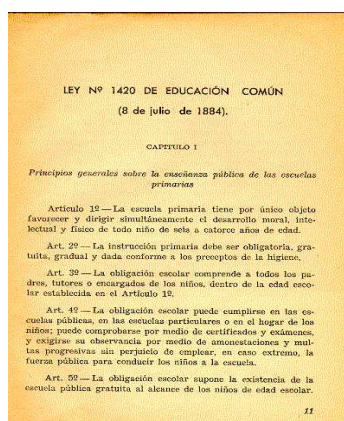 LEY Nº 1420 DE EDUCACIÓN COMÚN
(8 de julio de 1884).
CAPITULO I
Principios generales sobre la enseñanza pública de las escuelas
primarias
Artículo 1º — La escuela primaria tiene por único objeto
favorecer y dirigir simultáneamente el desarrollo moral, inte-
lectual y físico de todo niño de seis a catorce años de edad.
Art. 2º — La instrucción primaria debe ser obligatoria, gra-
tuita, gradual y dada conforme a los preceptos de la higiene.
Art. 3º — La obligación escolar comprende a todos los pa-
dres, tutores o encargados de los niños, dentro de la edad esco-
lar establecida en el Artículo 1º.
Art. 4º — La obligación escolar puede cumplirse en las es-
cuelas públicas, en las escuelas particulares o en el hogar de los
niños; puede comprobarse por medio de certificados y exámenes,
y exigirse su observancia por medio de amonestaciones y mul-
tas progresivas sin perjuicio de emplear, en caso extremo, la
fuerza pública para conducir los niños a la escuela.
Art. 5º — La obligación escolar supone la existencia de la
escuela pública gratuita al alcance de los niños de edad escolar.
11